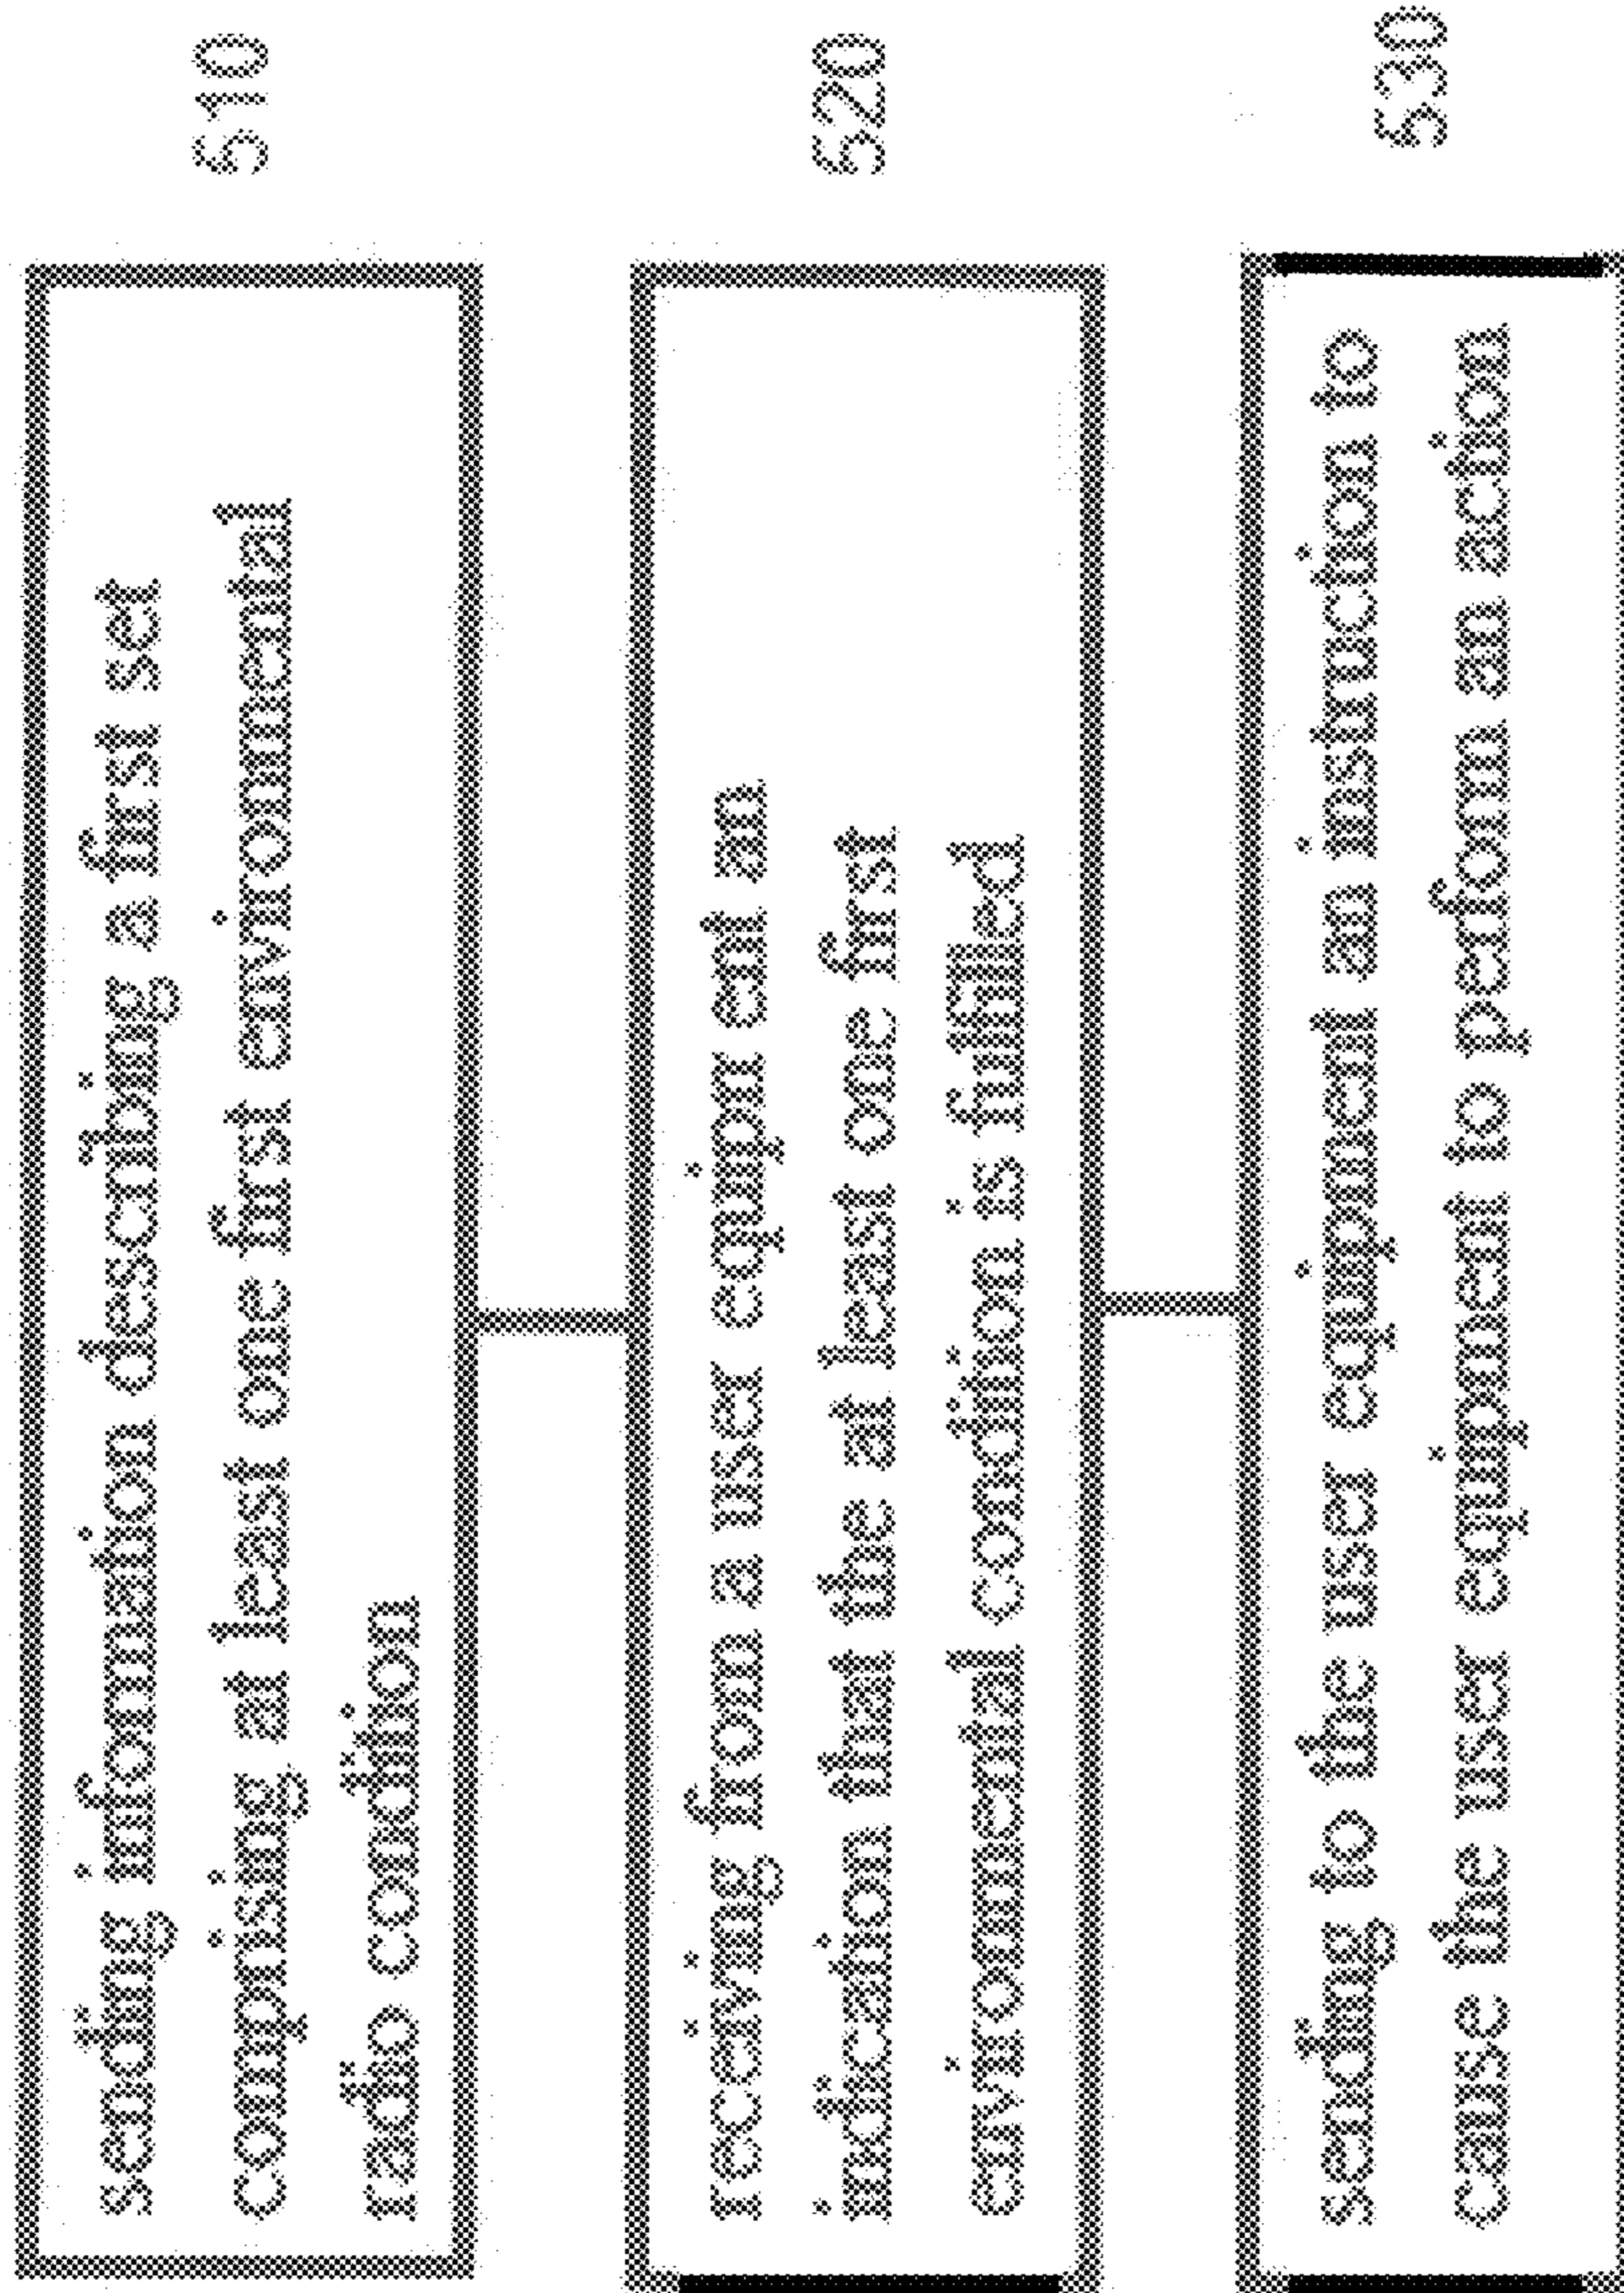 sending information describing a first set
comprising at least one first environmental
radio condition
510
receiving from a user equipn ent an
indication that the at least one first
environmental condition is fulfilled
520
sending to the user equipment an instruction to
cause the user equipment to perform an action
530